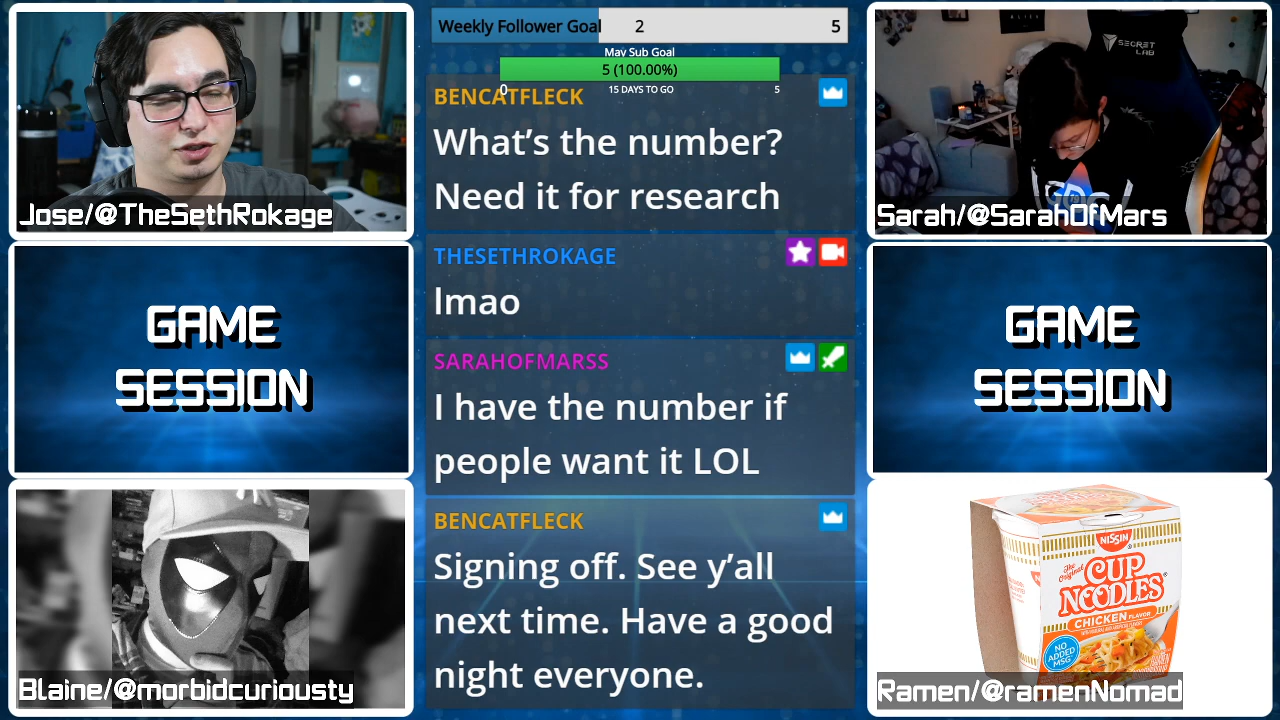 Weekly Follower Goal 2 5
May Sub Goal
5 (100.00%)
0 15 DAYS TO GO 5
BENCATFLECK
What’s the number?
Need it for research
THESETHROKAGE
lmao
SARAHOFMARSS
I have the number if
people want it LOL
BENCATFLECK
Signing off. See y’all
next time. Have a good
night everyone.
Jose/@TheSethRokage
GAME
SESSION
Blaine/@morbidcuriousty
SECRET
LAB
Sarah/@SarahOfMars
GAME
SESSION
NISSIN
The
Original
CUP
NOODLES
CHICKEN FLAVOR
NO
ADDED
MSG
Ramen/@ramenNomad